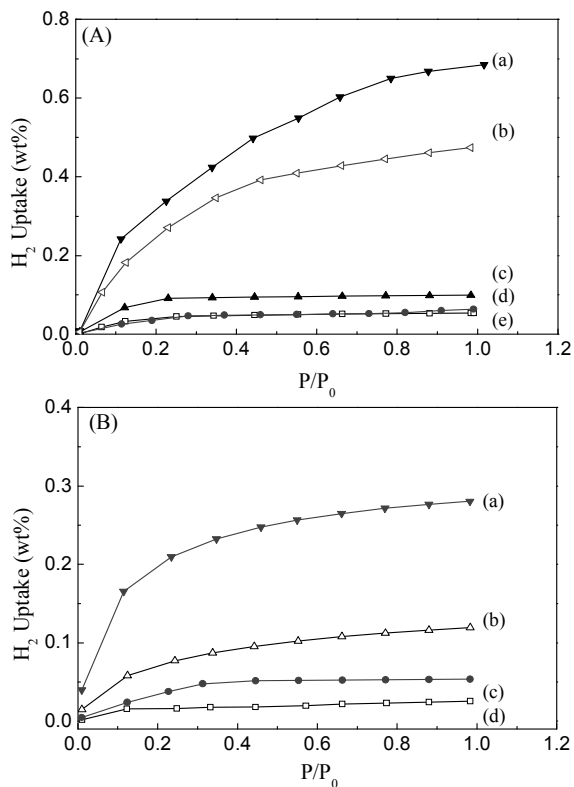 (A)
0.8
(a)
0.6
(b)
H₂ Uptake (wt%)
0.4
0.2
(c)
(d)
0.0
(e)
0.0 0.2 0.4 0.6 0.8 1.0 1.2
P/P₀
(B)
0.4
0.3
(a)
H₂ Uptake (wt%)
0.2
(b)
0.1
(c)
0.0
(d)
0.0 0.2 0.4 0.6 0.8 1.0 1.2
P/P₀